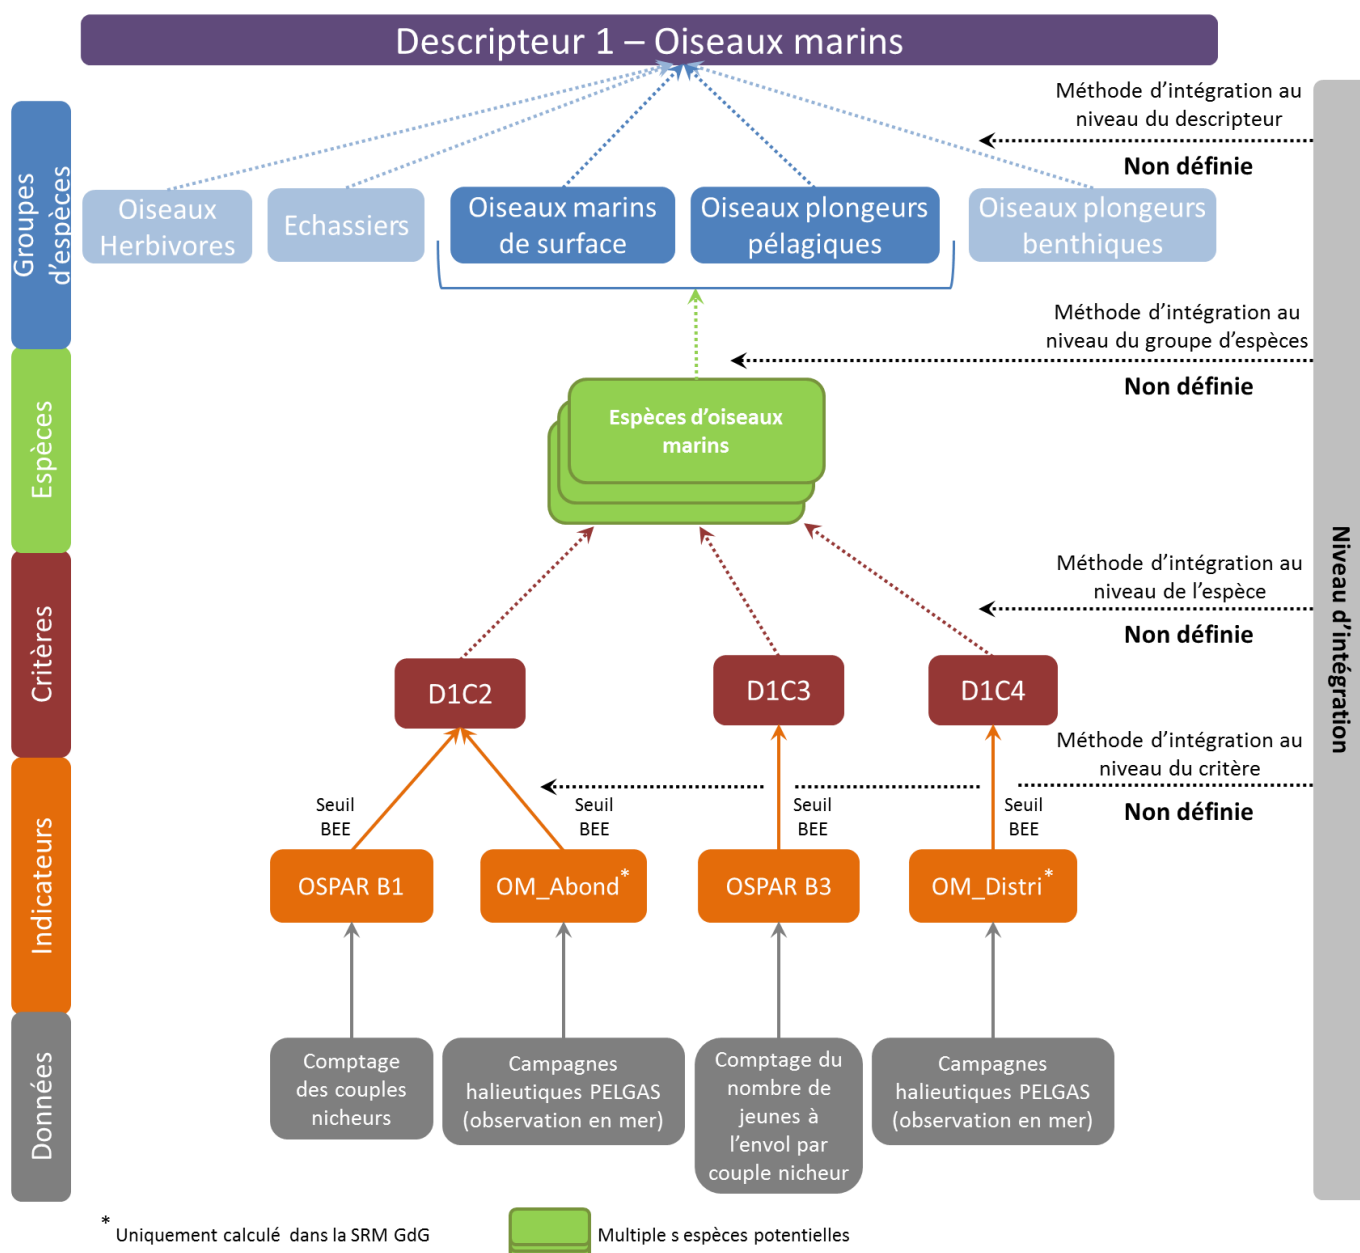 Descripteur 1 – Oiseaux marins
Méthode d'intégration au
niveau du descripteur
Non définie
Groupes
d'espèces
Oiseaux
Herbivores
Echassiers
Oiseaux marins
de surface
Oiseaux plongeurs
pélagiques
Oiseaux plongeurs
benthiques
Méthode d'intégration au
niveau du groupe d'espèces
Non définie
Espèces
Espèces d'oiseaux
marins
Niveau d'intégration
Méthode d'intégration au
niveau de l'espèce
Non définie
Critères
D1C2
D1C3
D1C4
Méthode d'intégration au
niveau du critère
Non définie
Seuil
BEE
Seuil
BEE
Seuil
BEE
Seuil
BEE
Indicateurs
OSPAR B1
OM_Abond*
OSPAR B3
OM_Distri*
Données
Comptage
des couples
nicheurs
Campagnes
halieutiques PELGAS
(observation en mer)
Comptage du
nombre de
jeunes à
l'envol par
couple nicheur
Campagnes
halieutiques PELGAS
(observation en mer)
* Uniquement calculé dans la SRM GdG
Multiple s espèces potentielles